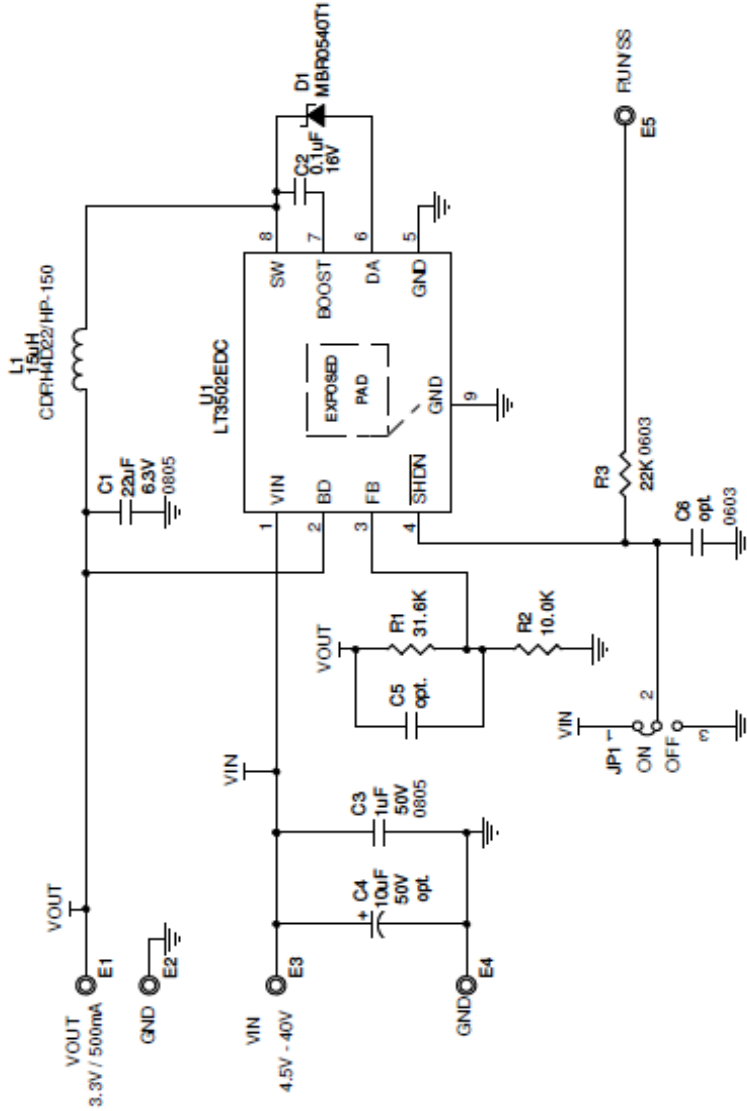 L1
15uH
CDRH4D22/HP-150
VOUT
3.3V / 500mA
E1
VOUT
C1
22uF
6.3V
0805
GND
E2
D1
MBR0540T1
C2
0.1uF
16V
U1
LT3502EDC
EXPOSED
PAD
1
VIN
2
BD
3
FB
4
SHDN
8
SW
7
BOOST
6
DA
5
GND
9
GND
VIN
4.5V - 40V
E3
VIN
C4
+
10uF
50V
opt.
C3
1uF
50V
0805
GND
E4
VOUT
C5
opt.
R1
31.6K
R2
10.0K
VIN
JP1
1
ON
2
OFF
3
C6
opt.
0603
R3
22K
0603
RUN/SS
E5